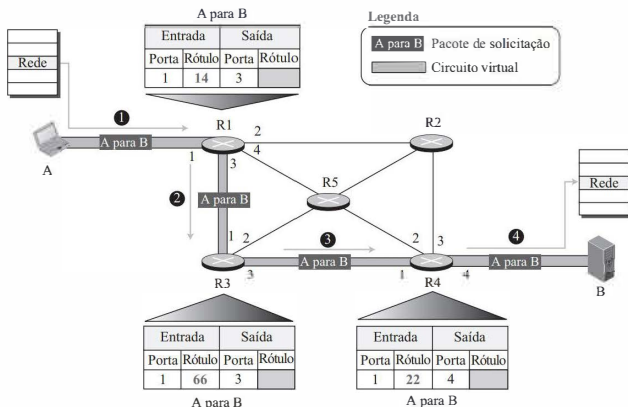 A para B
Entrada Saída
Porta Rótulo Porta Rótulo
1 14 3
Legenda
A para B Pacote de solicitação
Circuito virtual
Rede
1
A para B
A
R1
1
2
4
3
R2
3
R5
2
A para B
1
2
R3
3
3
A para B
2
1
R4
4
4
A para B
Rede
B
Entrada Saída
Porta Rótulo Porta Rótulo
1 66 3
A para B
Entrada Saída
Porta Rótulo Porta Rótulo
1 22 4
A para B